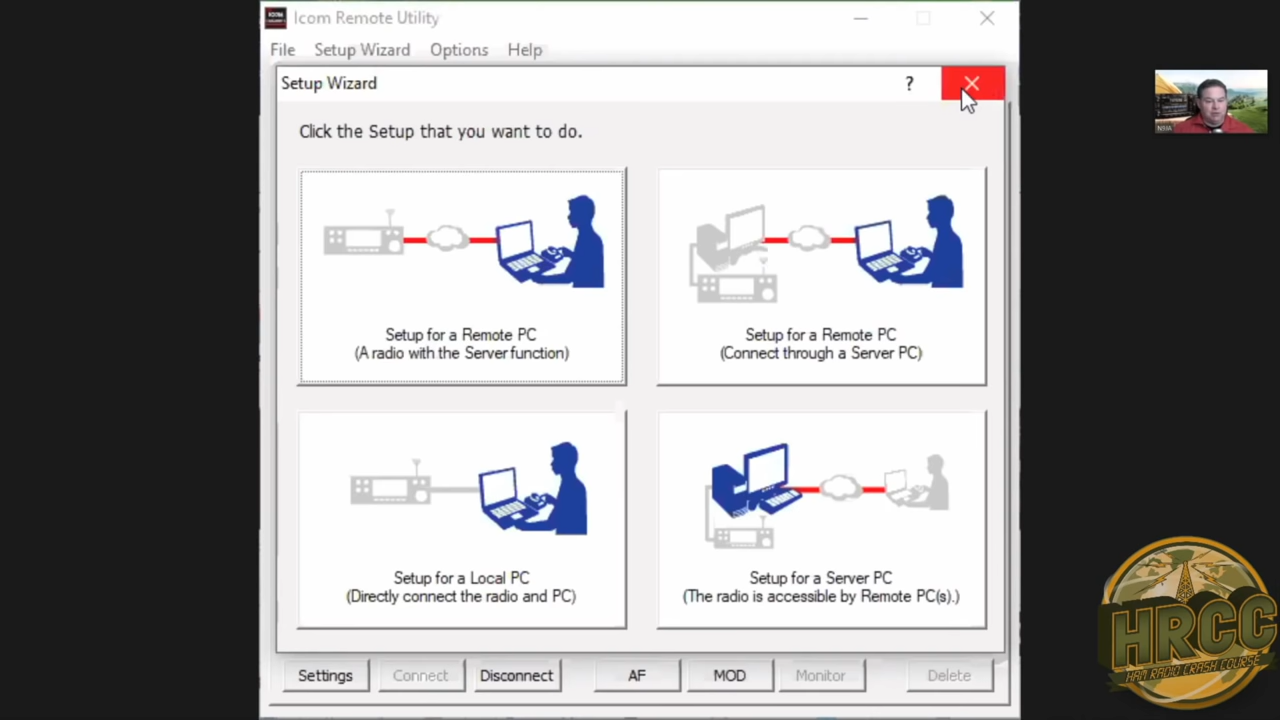 Icom Remote Utility
File Setup Wizard Options Help
Setup Wizard
?
Click the Setup that you want to do.
Setup for a Remote PC
(A radio with the Server function)
Setup for a Remote PC
(Connect through a Server PC)
Setup for a Local PC
(Directly connect the radio and PC)
Setup for a Server PC
(The radio is accessible by Remote PC(s).)
Settings Connect Disconnect AF MOD Monitor Delete
HRCC
HAM RADIO CRASH COURSE